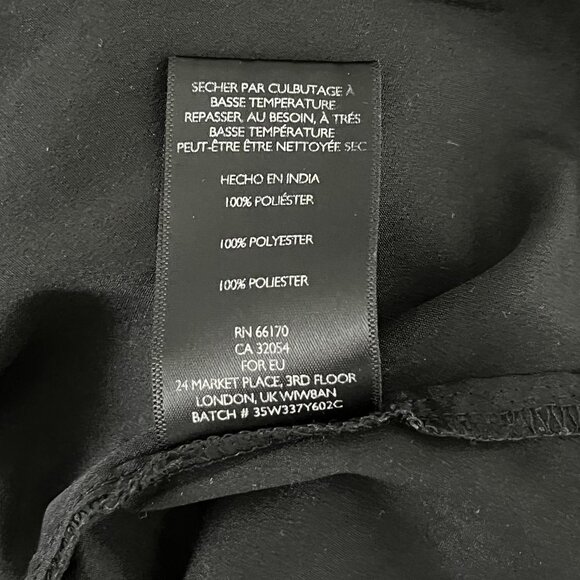 SECHER PAR CULBUTAGE À
BASSE TEMPERATURE
REPASSER, AU BESOIN, À TRÉS
BASSE TEMPÉRATURE
PEUT-ÊTRE ÊTRE NETTOYÉE SEC
HECHO EN INDIA
100% POLIÉSTER
100% POLYESTER
100% POLIESTER
RN 66170
CA 32054
FOR EU
24 MARKET PLACE, 3RD FLOOR
LONDON, UK WIW8AN
BATCH # 35W337Y602C